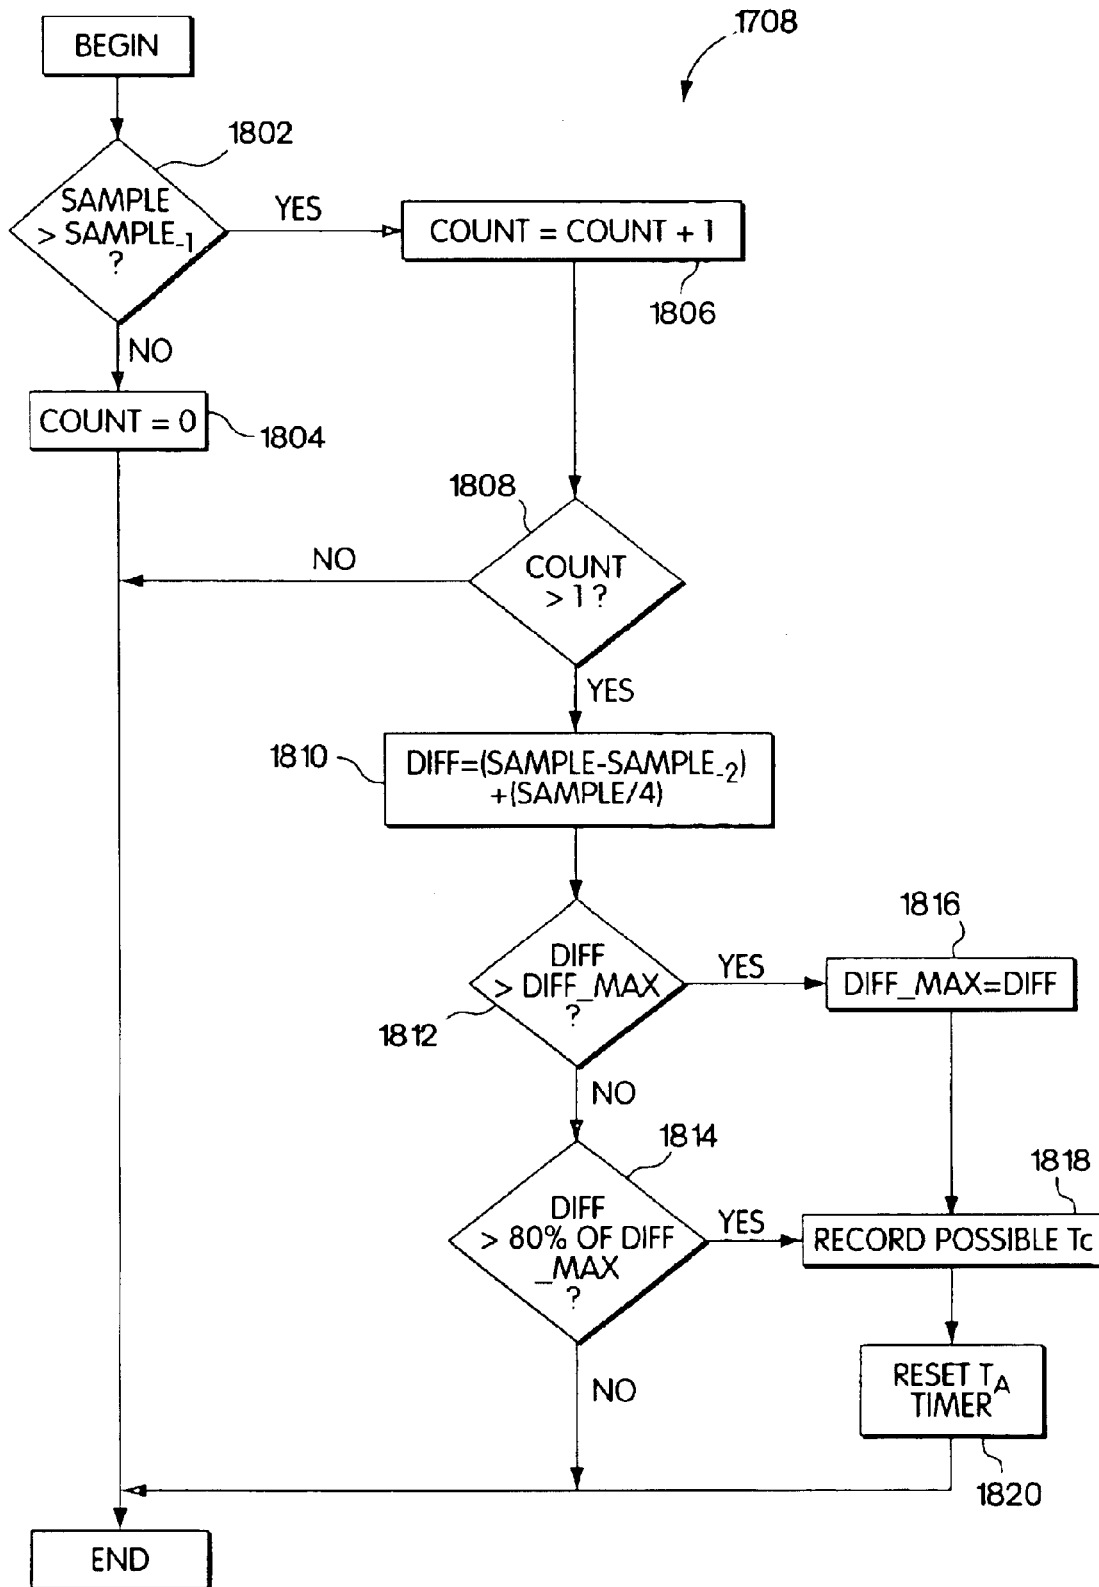 BEGIN
1708
1802
SAMPLE
> SAMPLE-1
?
YES
COUNT = COUNT + 1
1806
NO
COUNT = 0
1804
1808
COUNT
> 1 ?
NO
YES
1810
DIFF=(SAMPLE-SAMPLE-2)
+(SAMPLE/4)
1816
DIFF
> DIFF_MAX
?
YES
DIFF_MAX=DIFF
1812
NO
1814
1818
DIFF
> 80% OF DIFF
_MAX
?
YES
RECORD POSSIBLE Tc
NO
RESET TA
TIMER
1820
END